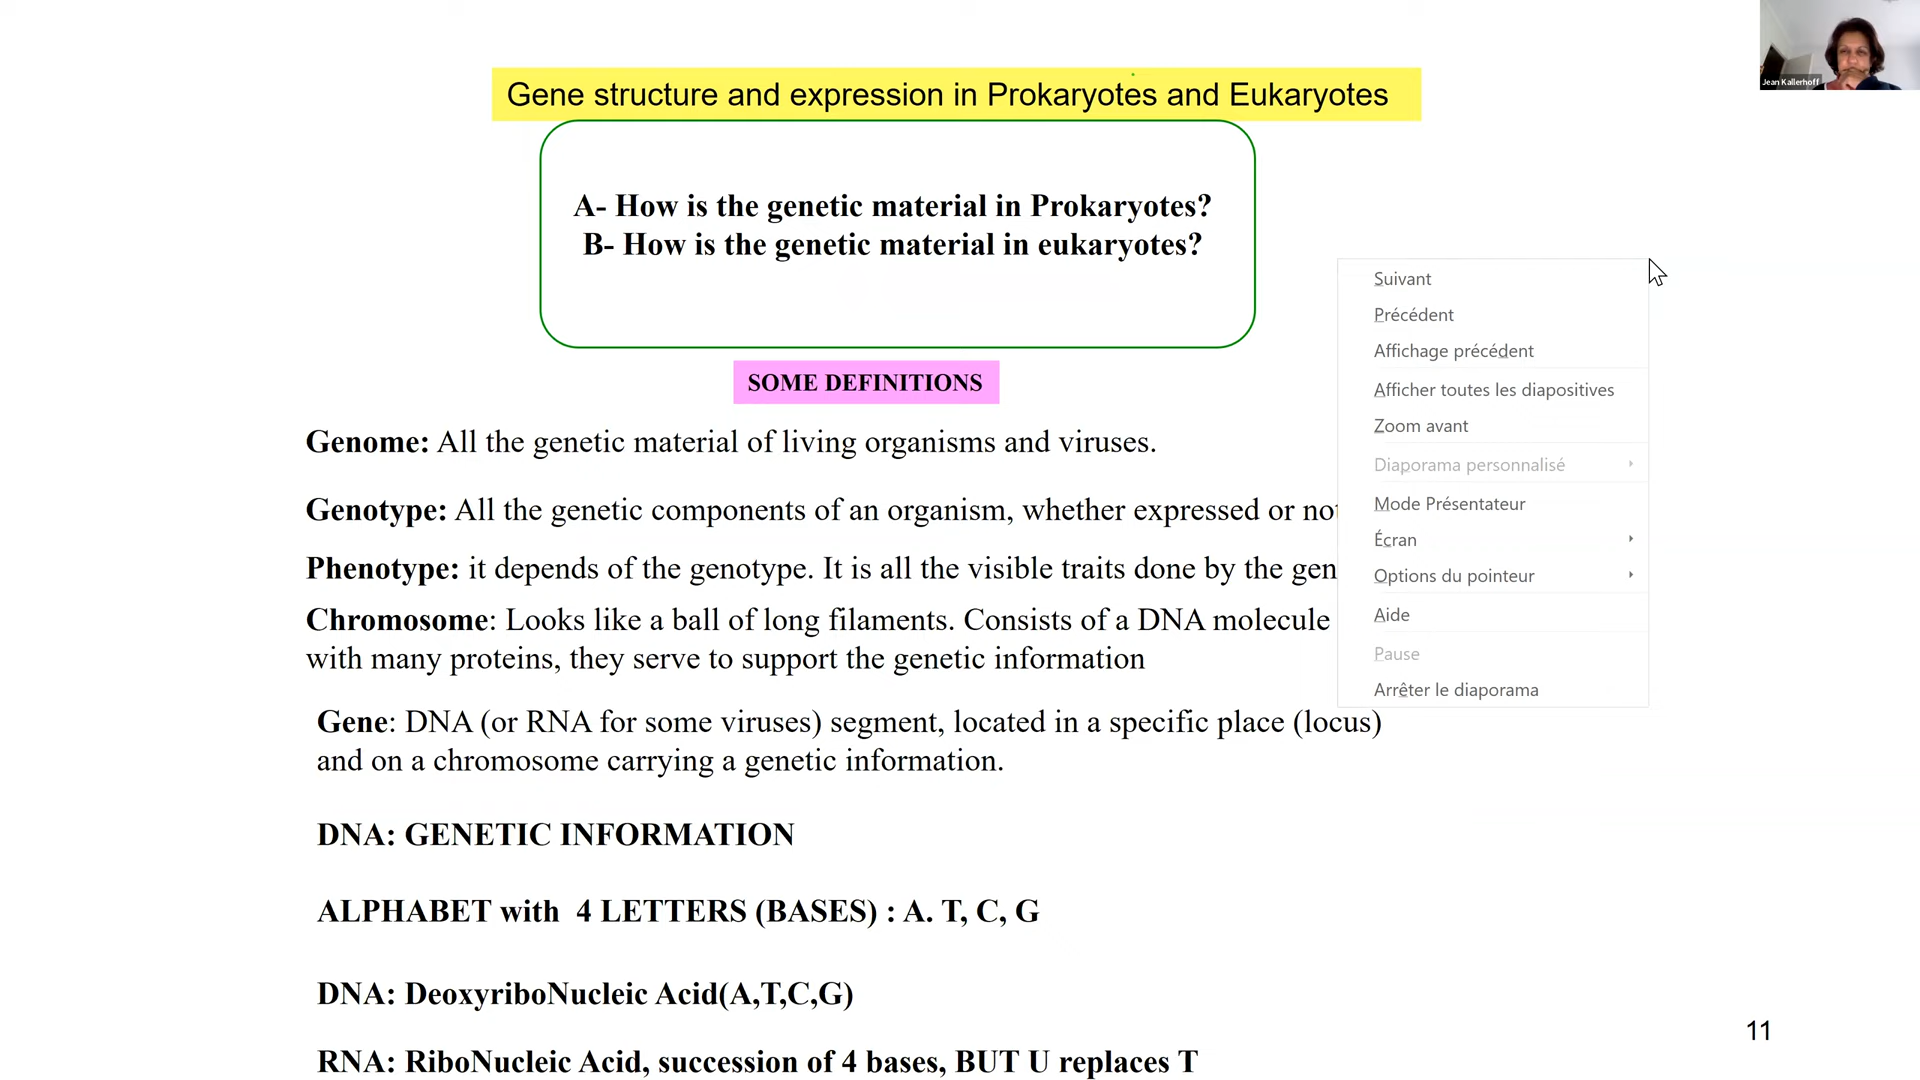 Jean Kallerhoff
Gene structure and expression in Prokaryotes and Eukaryotes
A- How is the genetic material in Prokaryotes?
B- How is the genetic material in eukaryotes?
SOME DEFINITIONS
Genome: All the genetic material of living organisms and viruses.
Genotype: All the genetic components of an organism, whether expressed or not
Phenotype: it depends of the genotype. It is all the visible traits done by the gen
Chromosome: Looks like a ball of long filaments. Consists of a DNA molecule
with many proteins, they serve to support the genetic information
Gene: DNA (or RNA for some viruses) segment, located in a specific place (locus)
and on a chromosome carrying a genetic information.
DNA: GENETIC INFORMATION
ALPHABET with 4 LETTERS (BASES) : A. T, C, G
DNA: DeoxyriboNucleic Acid(A,T,C,G)
RNA: RiboNucleic Acid, succession of 4 bases, BUT U replaces T
Suivant
Précédent
Affichage précédent
Afficher toutes les diapositives
Zoom avant
Diaporama personnalisé
Mode Présentateur
Écran
Options du pointeur
Aide
Pause
Arrêter le diaporama
11